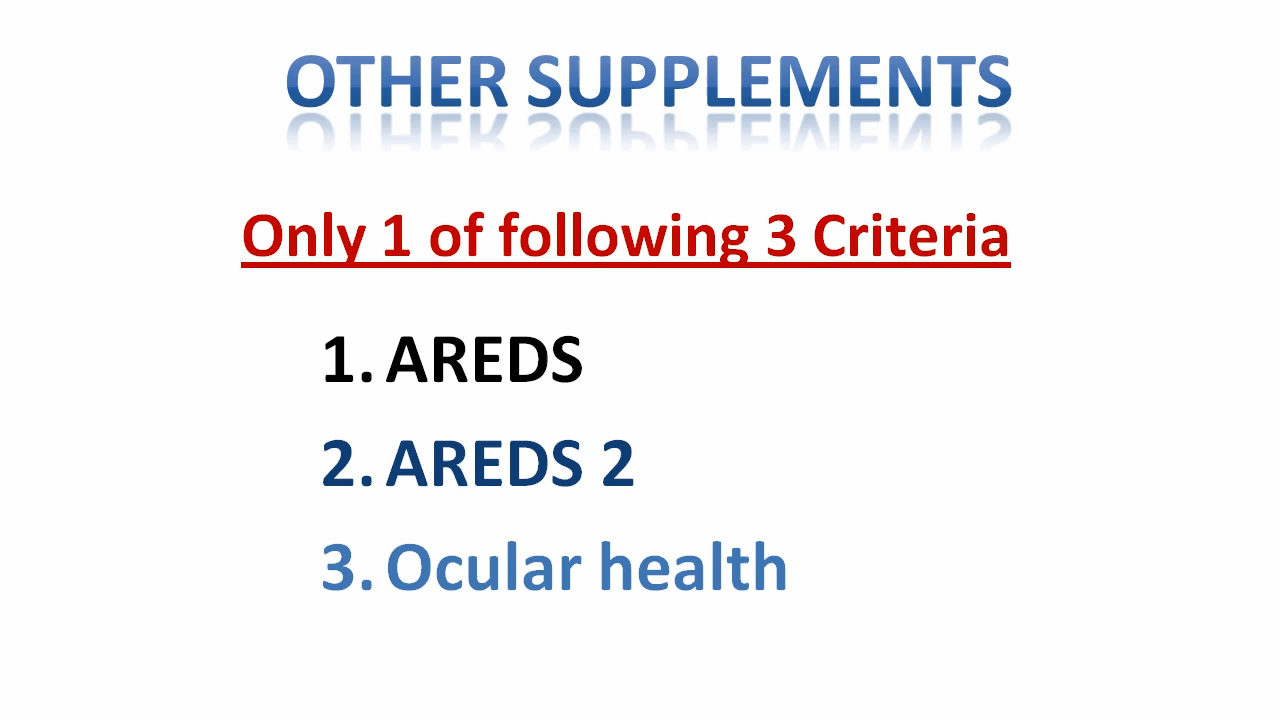 OTHER SUPPLEMENTS
Only 1 of following 3 Criteria
1. AREDS
2. AREDS 2
3. Ocular health